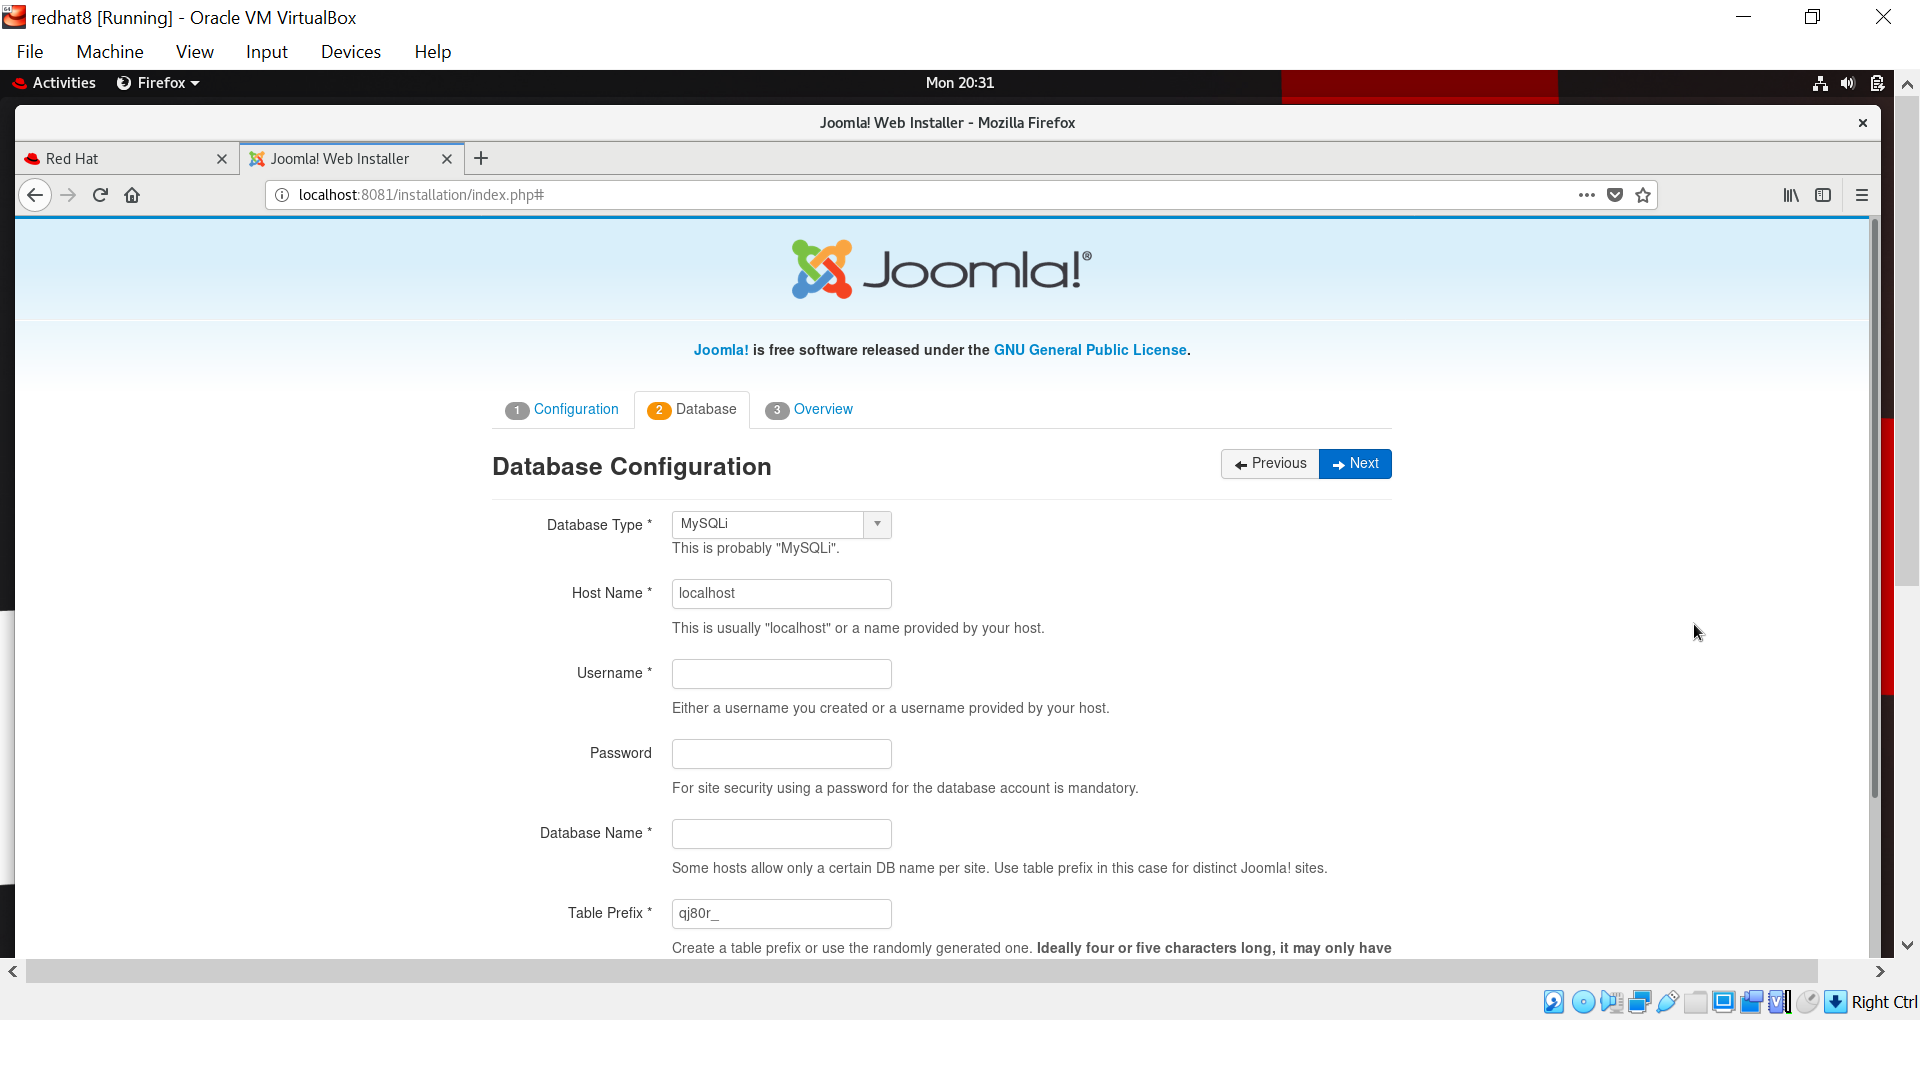 redhat8 [Running] - Oracle VM VirtualBox
File Machine View Input Devices Help
Activities Firefox Mon 20:31
Joomla! Web Installer - Mozilla Firefox
Red Hat Joomla! Web Installer
localhost:8081/installation/index.php#
Joomla!®
Joomla! is free software released under the GNU General Public License.
1 Configuration 2 Database 3 Overview
Database Configuration Previous Next
Database Type * MySQLi
This is probably "MySQLi".
Host Name * localhost
This is usually "localhost" or a name provided by your host.
Username *
Either a username you created or a username provided by your host.
Password
For site security using a password for the database account is mandatory.
Database Name *
Some hosts allow only a certain DB name per site. Use table prefix in this case for distinct Joomla! sites.
Table Prefix * qj80r_
Create a table prefix or use the randomly generated one. Ideally four or five characters long, it may only have
Right Ctrl